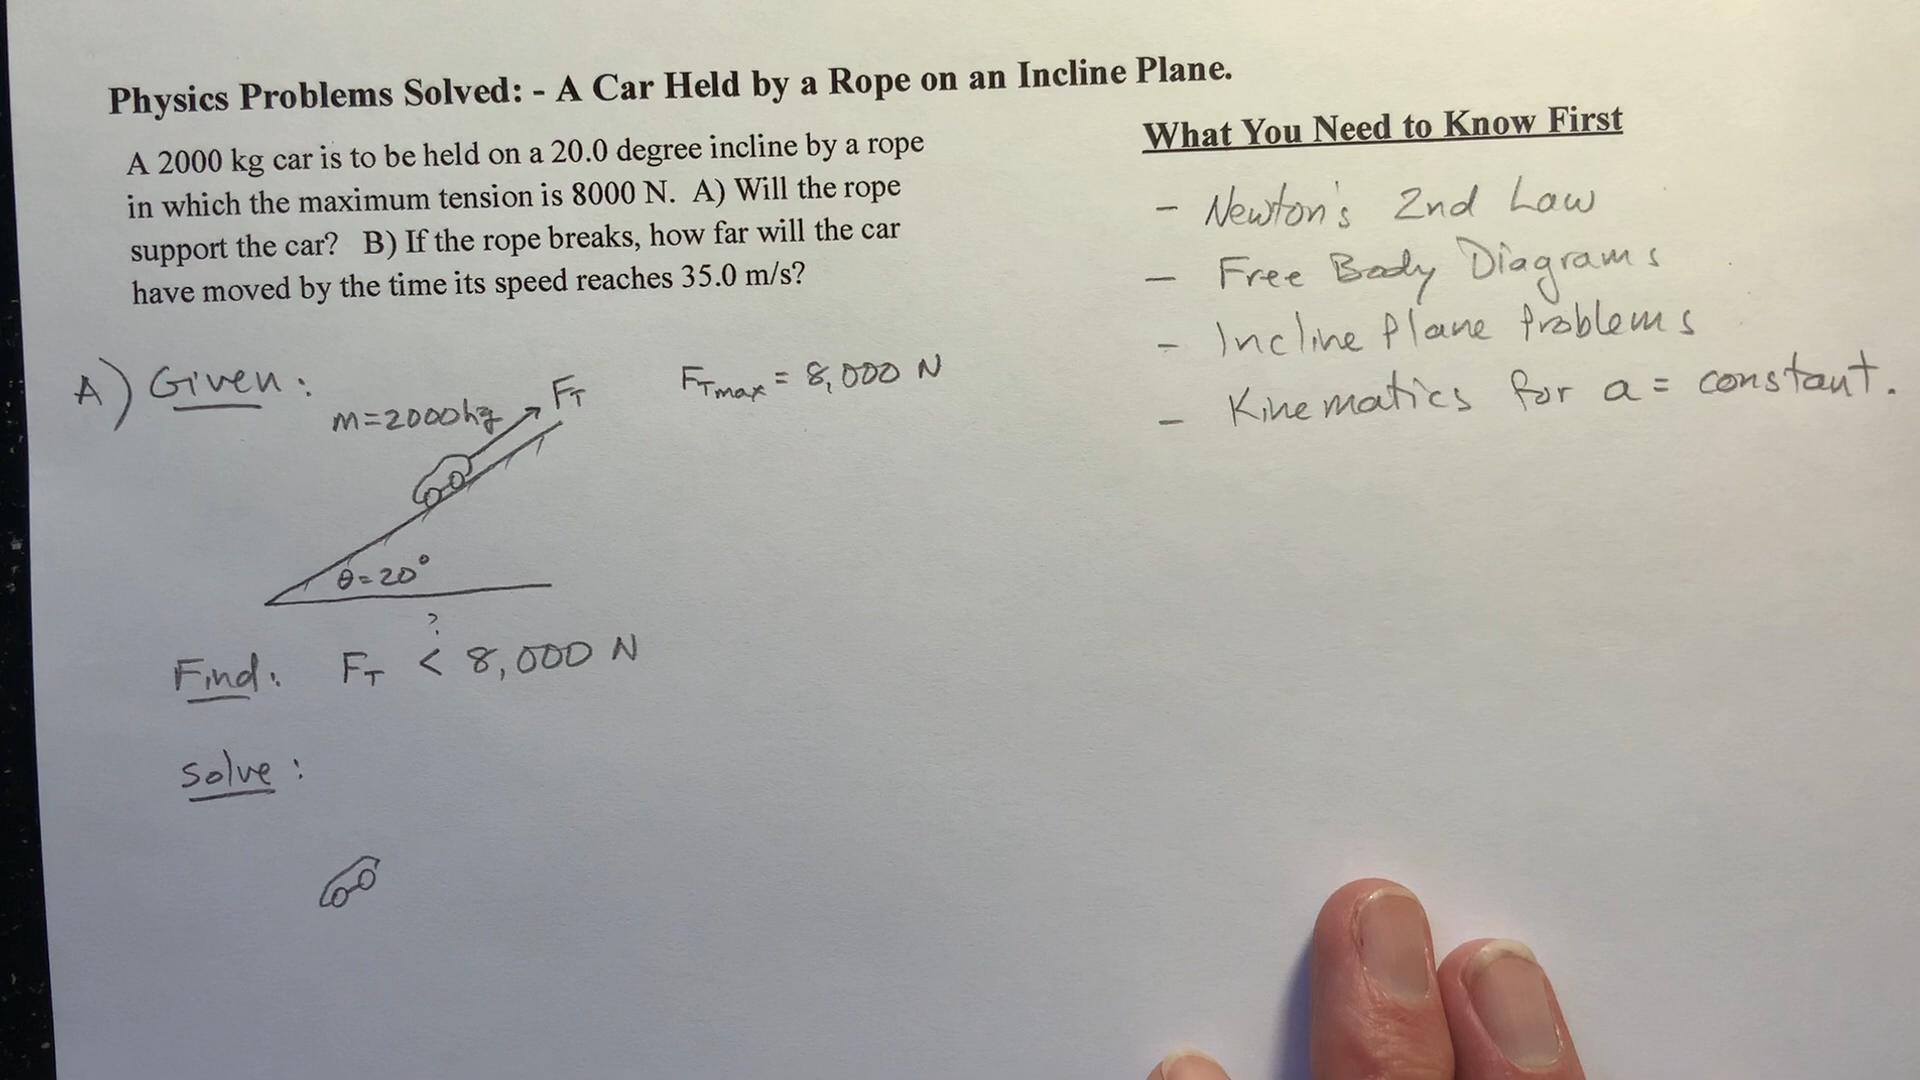 Physics Problems Solved: - A Car Held by a Rope on an Incline Plane.
A 2000 kg car is to be held on a 20.0 degree incline by a rope
in which the maximum tension is 8000 N. A) Will the rope
support the car? B) If the rope breaks, how far will the car
have moved by the time its speed reaches 35.0 m/s?
What You Need to Know First
- Newton's 2nd Law
- Free Body Diagrams
- Incline Plane Problems
- Kinematics for a = constant.
A) Given:
m=2000kg
FT
FTmax = 8,000 N
θ=20°
?
Find: FT < 8,000 N
Solve: